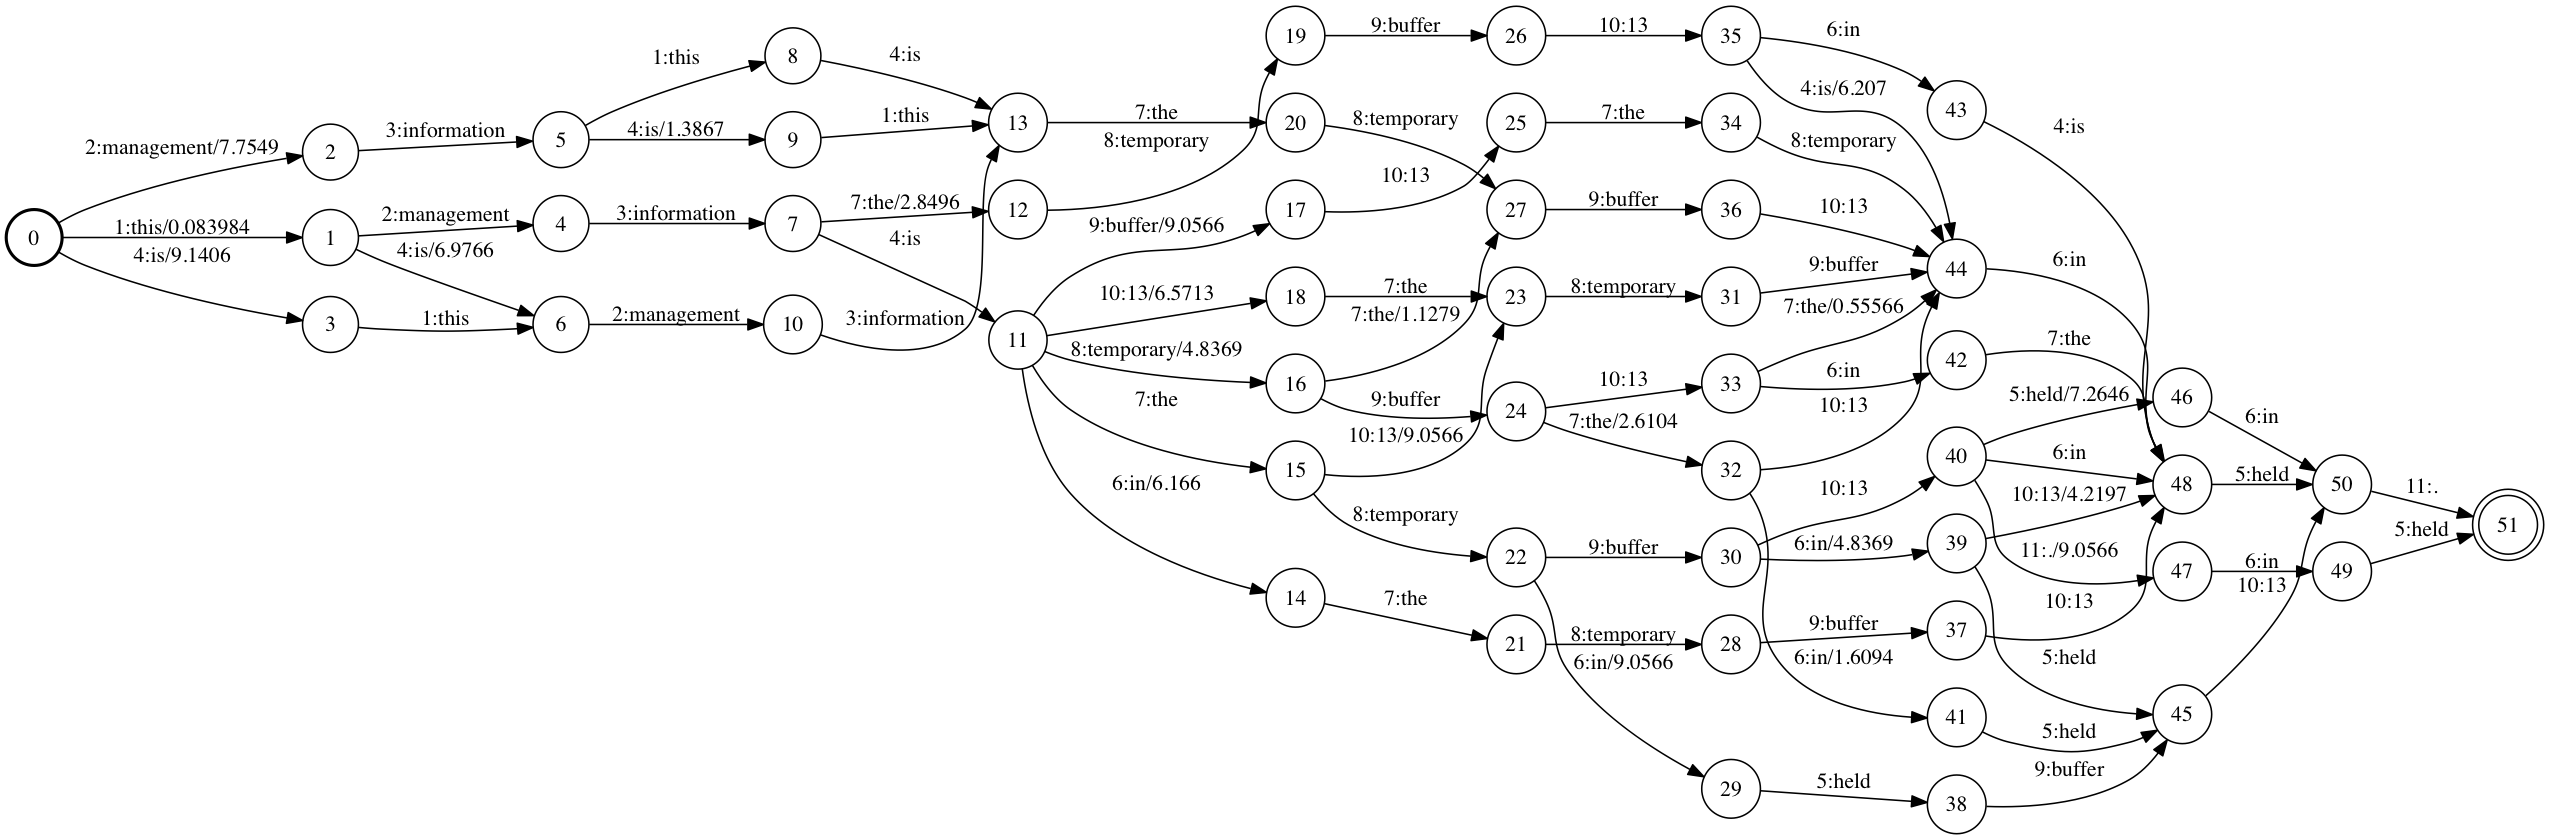 0
2:management/7.7549
1:this/0.083984
4:is/9.1406
2
1
3
3:information
2:management
4:is/6.9766
1:this
5
4
6
1:this
4:is/1.3867
3:information
2:management
8
9
7
10
4:is
1:this
7:the/2.8496
4:is
3:information
13
12
11
7:the
8:temporary
9:buffer/9.0566
10:13/6.5713
8:temporary/4.8369
7:the
6:in/6.166
19
20
17
18
16
15
14
9:buffer
8:temporary
10:13
7:the
7:the/1.1279
9:buffer
10:13/9.0566
8:temporary
7:the
26
25
27
23
24
22
21
10:13
7:the
9:buffer
8:temporary
10:13
7:the/2.6104
9:buffer
8:temporary
6:in/9.0566
35
34
36
31
33
32
30
28
29
6:in
4:is/6.207
8:temporary
10:13
9:buffer
7:the/0.55566
6:in
10:13
10:13
6:in/4.8369
9:buffer
6:in/1.6094
5:held
43
44
42
40
39
37
41
38
4:is
6:in
7:the
5:held/7.2646
6:in
10:13/4.2197
11:./9.0566
10:13
5:held
5:held
9:buffer
46
48
47
45
6:in
5:held
6:in
10:13
50
49
11:.
5:held
51